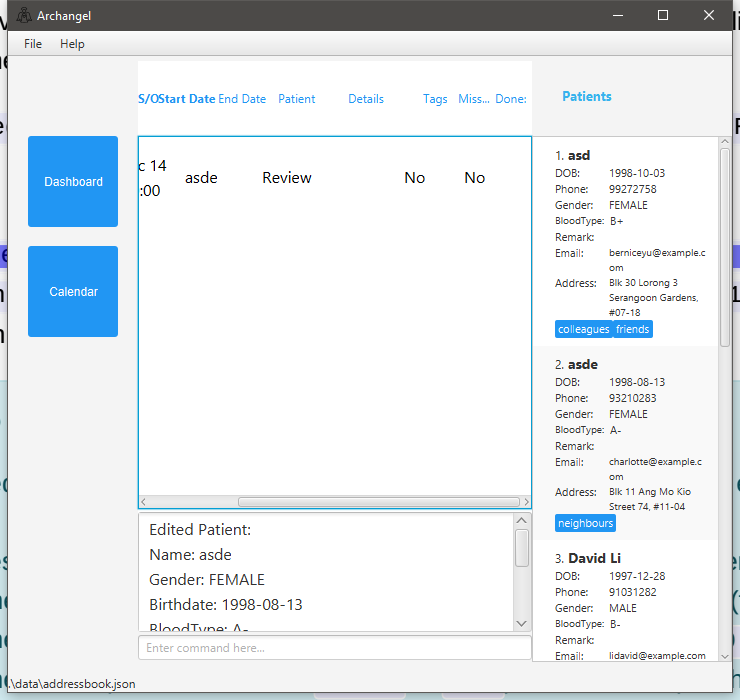 Archangel
File Help
S/O Start Date End Date Patient Details Tags Miss... Done:
Patients
Dashboard
Calendar
c 14
:00
asde Review No No
1. asd
DOB: 1998-10-03
Phone: 99272758
Gender: FEMALE
BloodType: B+
Remark:
Email: berniceyu@example.c
om
Address: Blk 30 Lorong 3
Serangoon Gardens,
#07-18
colleagues friends
2. asde
DOB: 1998-08-13
Phone: 93210283
Gender: FEMALE
BloodType: A-
Remark:
Email: charlotte@example.c
om
Address: Blk 11 Ang Mo Kio
Street 74, #11-04
neighbours
3. David Li
DOB: 1997-12-28
Phone: 91031282
Gender: MALE
BloodType: B-
Remark:
Email: lidavid@example.com
Edited Patient:
Name: asde
Gender: FEMALE
Birthdate: 1998-08-13
BloodType: A-
Enter command here...
.\data\addressbook.json